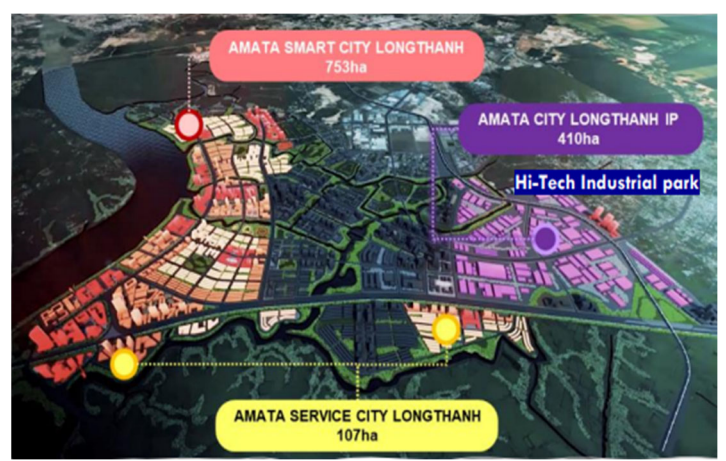 AMATA SMART CITY LONGTHANH
753ha
AMATA CITY LONGTHANH IP
410ha
Hi-Tech Industrial park
AMATA SERVICE CITY LONGTHANH
107ha